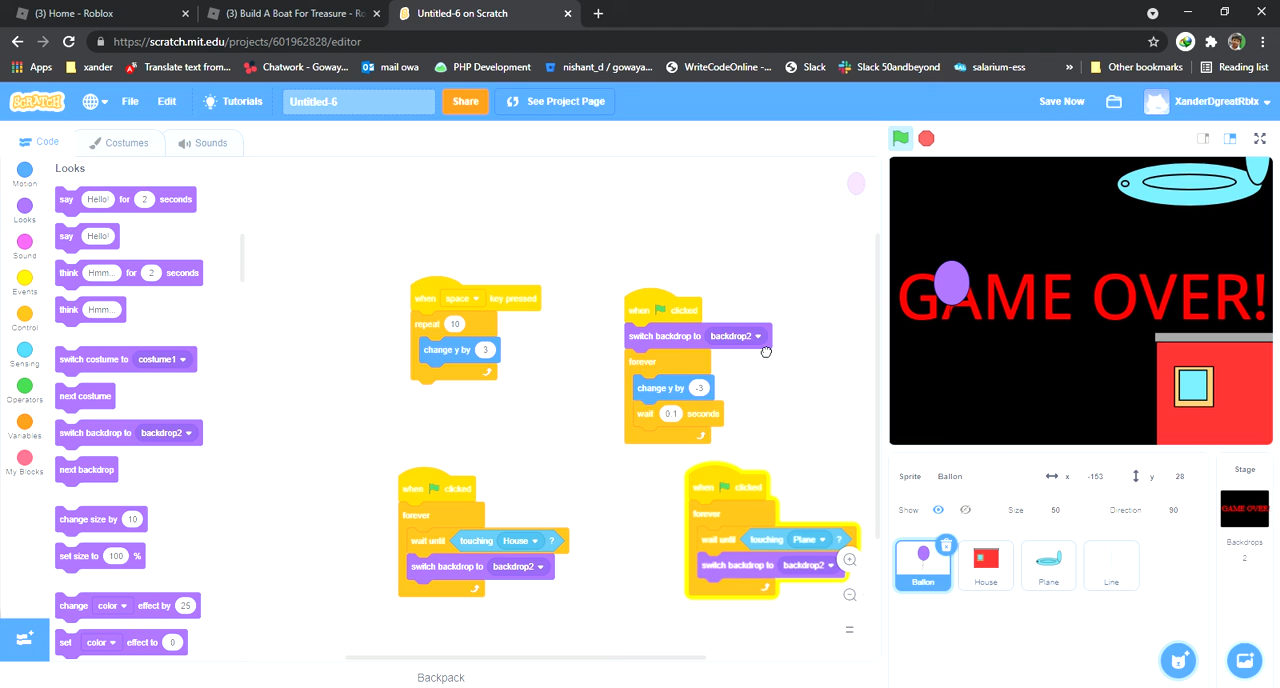 (3) Home - Roblox
(3) Build A Boat For Treasure - Ro
Untitled-6 on Scratch
https://scratch.mit.edu/projects/601962828/editor
Apps
xander
Translate text from...
Chatwork - Goway...
mail owa
PHP Development
nishant_d / gowaya...
WriteCodeOnline -...
Slack
Slack 50andbeyond
salarium-ess
»
Other bookmarks
Reading list
SCRATCH
File
Edit
Tutorials
Untitled-6
Share
See Project Page
Save Now
XanderDgreatRblx
Code
Costumes
Sounds
Motion
Looks
Sound
Events
Control
Sensing
Operators
Variables
My Blocks
Looks
say Hello! for 2 seconds
say Hello!
think Hmm... for 2 seconds
think Hmm...
switch costume to costume1
next costume
switch backdrop to backdrop2
next backdrop
change size by 10
set size to 100 %
change color effect by 25
set color effect to 0
when space key pressed
repeat 10
change y by 3
when clicked
switch backdrop to backdrop2
forever
change y by -3
wait 0.1 seconds
when clicked
forever
wait until touching House ?
switch backdrop to backdrop2
when clicked
forever
wait until touching Plane ?
switch backdrop to backdrop2
Backpack
GAME OVER!
Sprite Ballon x -153 y 28
Show Size 50 Direction 90
Ballon
House
Plane
Line
Stage
GAME OVER!
Backdrops
2